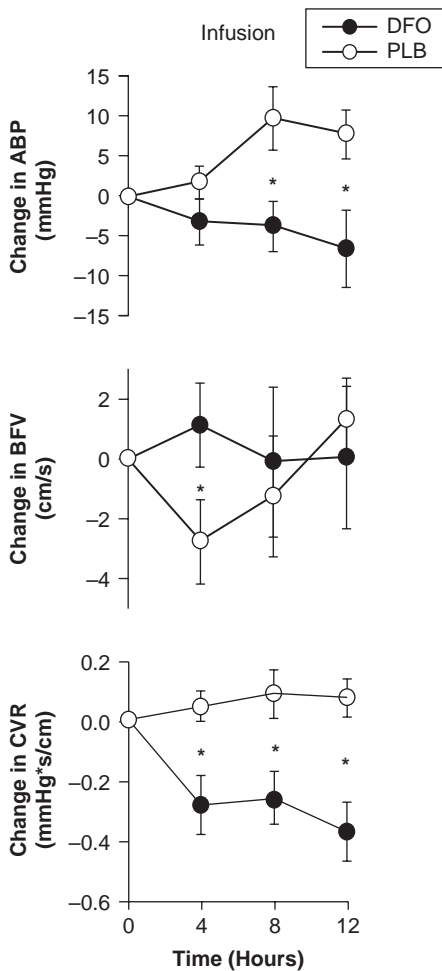 Infusion
DFO
PLB
Change in ABP
(mmHg)
15
10
5
0
–5
–10
–15
*
*
Change in BFV
(cm/s)
2
0
–2
–4
*
Change in CVR
(mmHg*s/cm)
0.2
0.0
–0.2
–0.4
–0.6
*
*
*
0
4
8
12
Time (Hours)